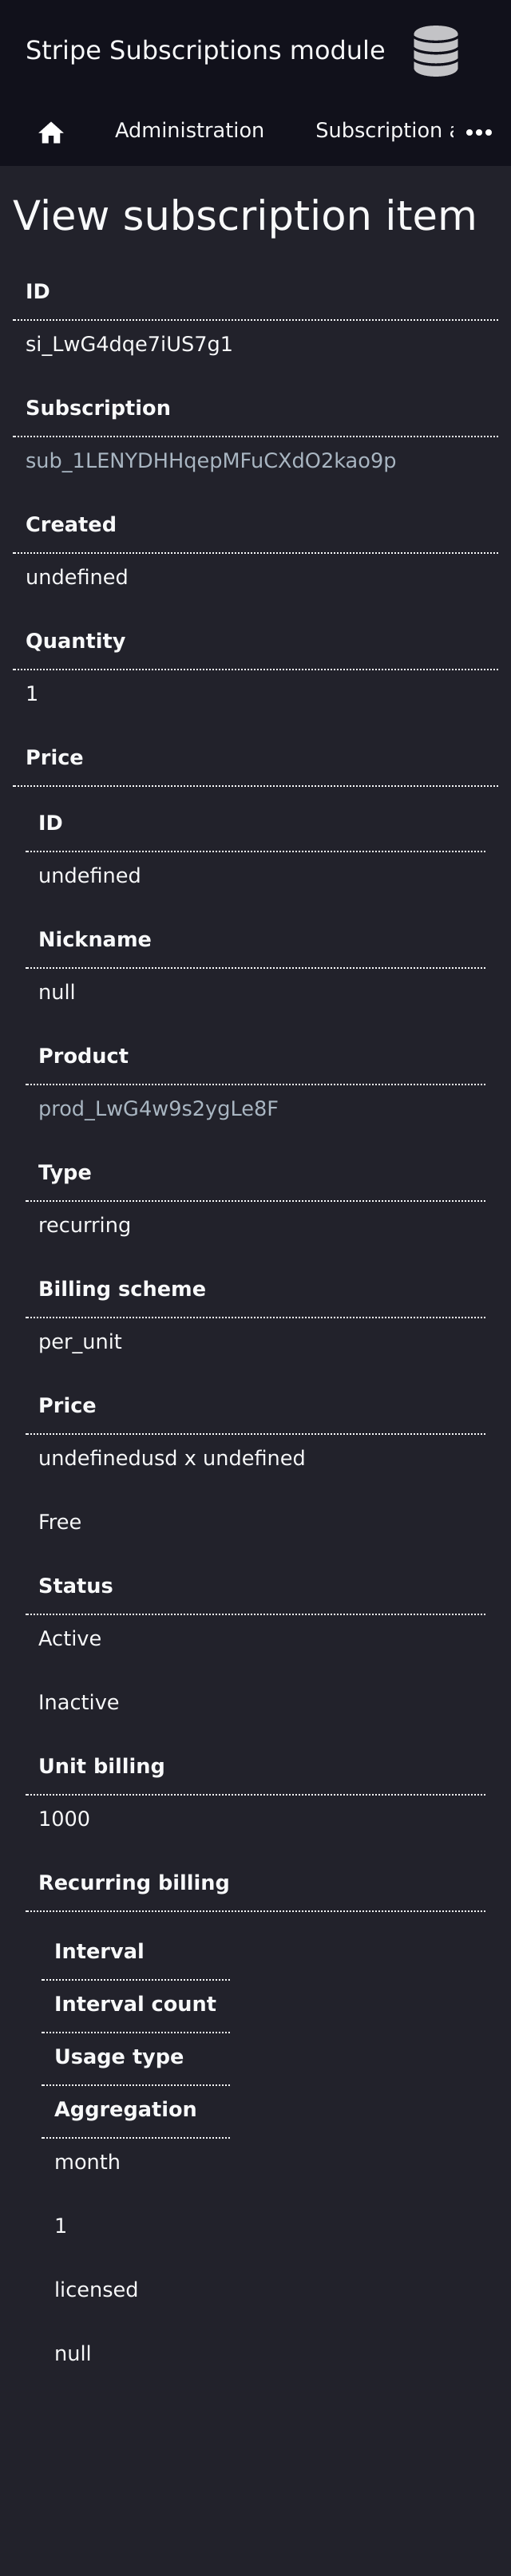 Stripe Subscriptions module
Administration
Subscription a
View subscription item
ID
si_LwG4dqe7iUS7g1
Subscription
sub_1LENYDHHqepMFuCXdO2kao9p
Created
undefined
Quantity
1
Price
ID
undefined
Nickname
null
Product
prod_LwG4w9s2ygLe8F
Type
recurring
Billing scheme
per_unit
Price
undefinedusd x undefined
Free
Status
Active
Inactive
Unit billing
1000
Recurring billing
Interval
Interval count
Usage type
Aggregation
month
1
licensed
null